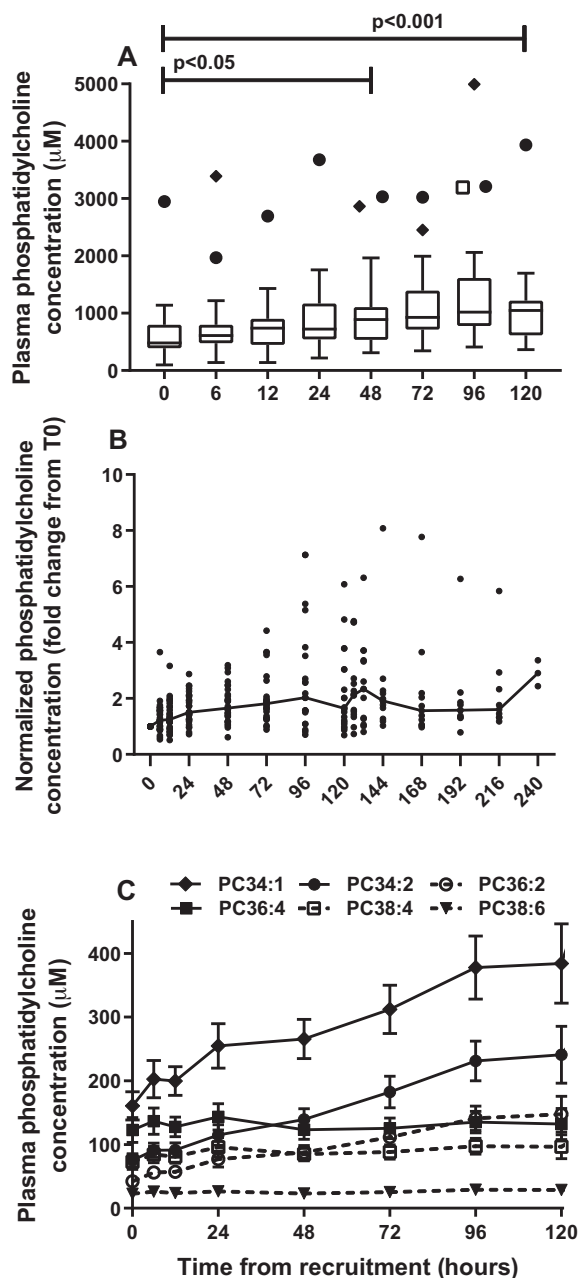 p<0.001
A
p<0.05
Plasma phosphatidylcholine
concentration (μM)
5000
4000
3000
2000
1000
0
0 6 12 24 48 72 96 120
B
Normalized phosphatidylcholine
concentration (fold change from T0)
10
8
6
4
2
0
0 24 48 72 96 120 144 168 192 216 240
C
PC34:1 PC34:2 PC36:2
PC36:4 PC38:4 PC38:6
Plasma phosphatidylcholine
concentration (μM)
400
300
200
100
0
0 24 48 72 96 120
Time from recruitment (hours)